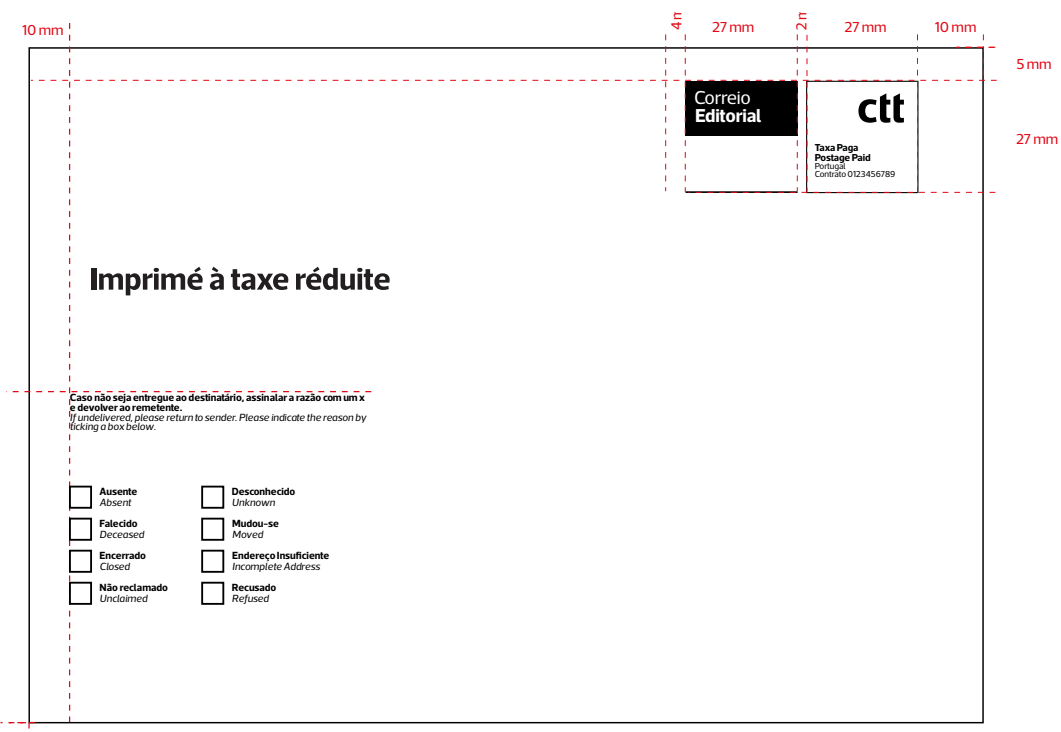 10 mm
4 m
27 mm
2 m
27 mm
10 mm
5 mm
27 mm
Correio
Editorial
ctt
Taxa Paga
Postage Paid
Portugal
Contrato 0123456789
Imprimé à taxe réduite
Caso não seja entregue ao destinatário, assinalar a razão com um x
e devolver ao remetente.
If undelivered, please return to sender. Please indicate the reason by
ticking a box below.
Ausente
Absent
Desconhecido
Unknown
Falecido
Deceased
Mudou-se
Moved
Encerrado
Closed
Endereço Insuficiente
Incomplete Address
Não reclamado
Unclaimed
Recusado
Refused